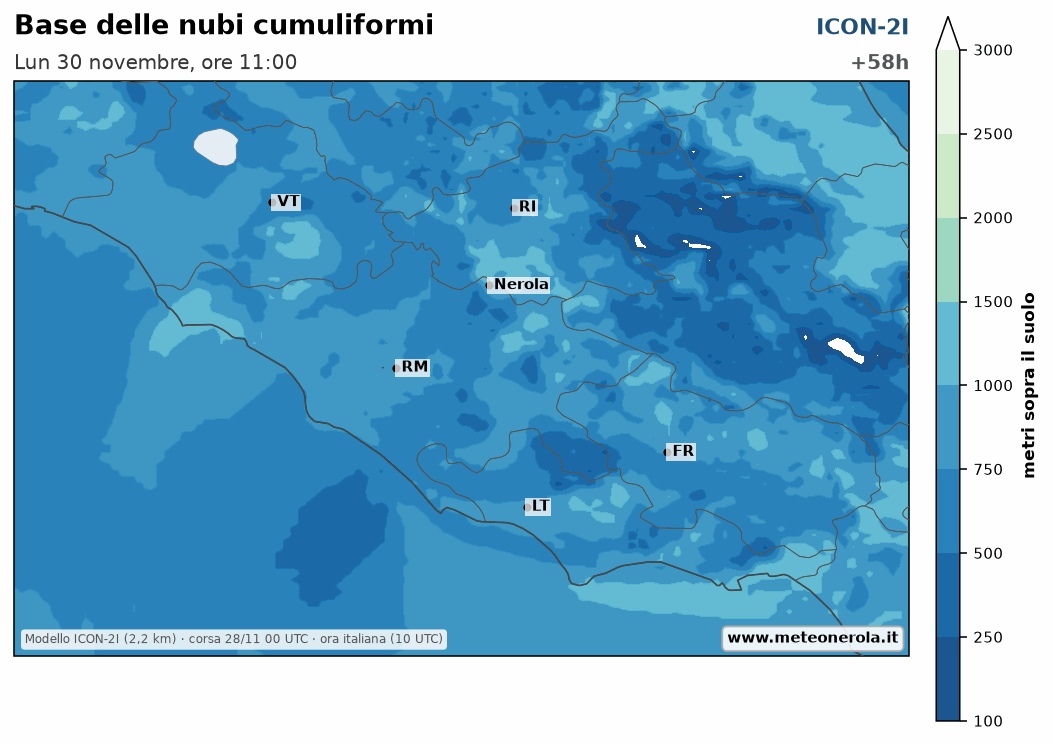 Base delle nubi cumuliformi
ICON-2I
Lun 30 novembre, ore 11:00
+58h
3000
2500
2000
1500
1000
750
500
250
100
metri sopra il suolo
VT
RI
Nerola
RM
FR
LT
Modello ICON-2I (2,2 km) · corsa 28/11 00 UTC · ora italiana (10 UTC)
www.meteonerola.it